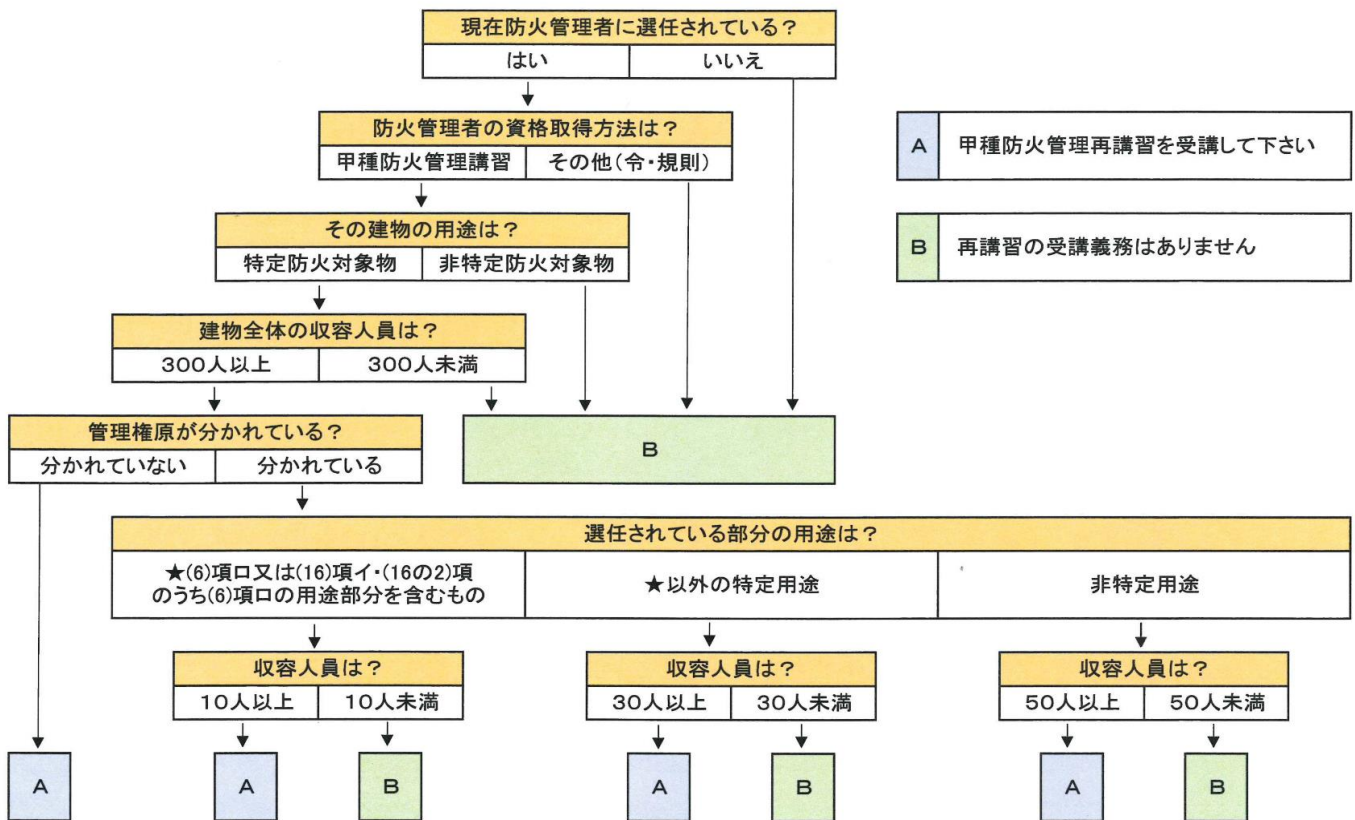 現在防火管理者に選任されている？
はい いいえ
防火管理者の資格取得方法は？
甲種防火管理講習 その他（令・規則）
A 甲種防火管理再講習を受講して下さい
その建物の用途は？
特定防火対象物 非特定防火対象物
B 再講習の受講義務はありません
建物全体の収容人員は？
３００人以上 ３００人未満
管理権原が分かれている？
分かれていない 分かれている
B
選任されている部分の用途は？
★(6)項ロ又は(16)項イ・(16の2)項
のうち(6)項ロの用途部分を含むもの
★以外の特定用途
非特定用途
収容人員は？ 収容人員は？ 収容人員は？
１０人以上 １０人未満 ３０人以上 ３０人未満 ５０人以上 ５０人未満
A A B A B A B